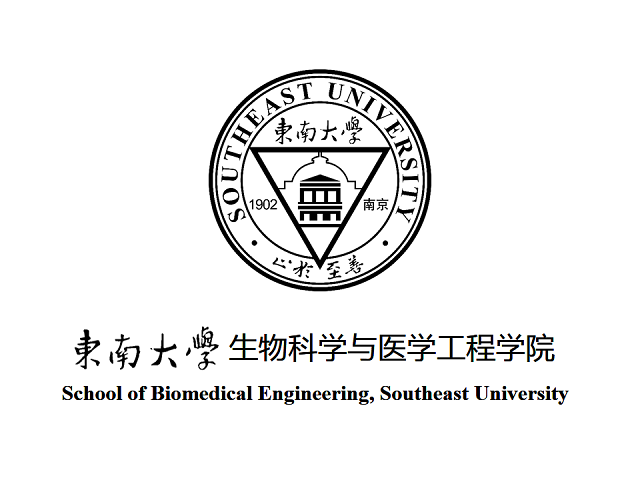 SOUTHEAST UNIVERSITY
東南大學
1902
南京
止於至善
東南大學 生物科学与医学工程学院
School of Biomedical Engineering, Southeast University